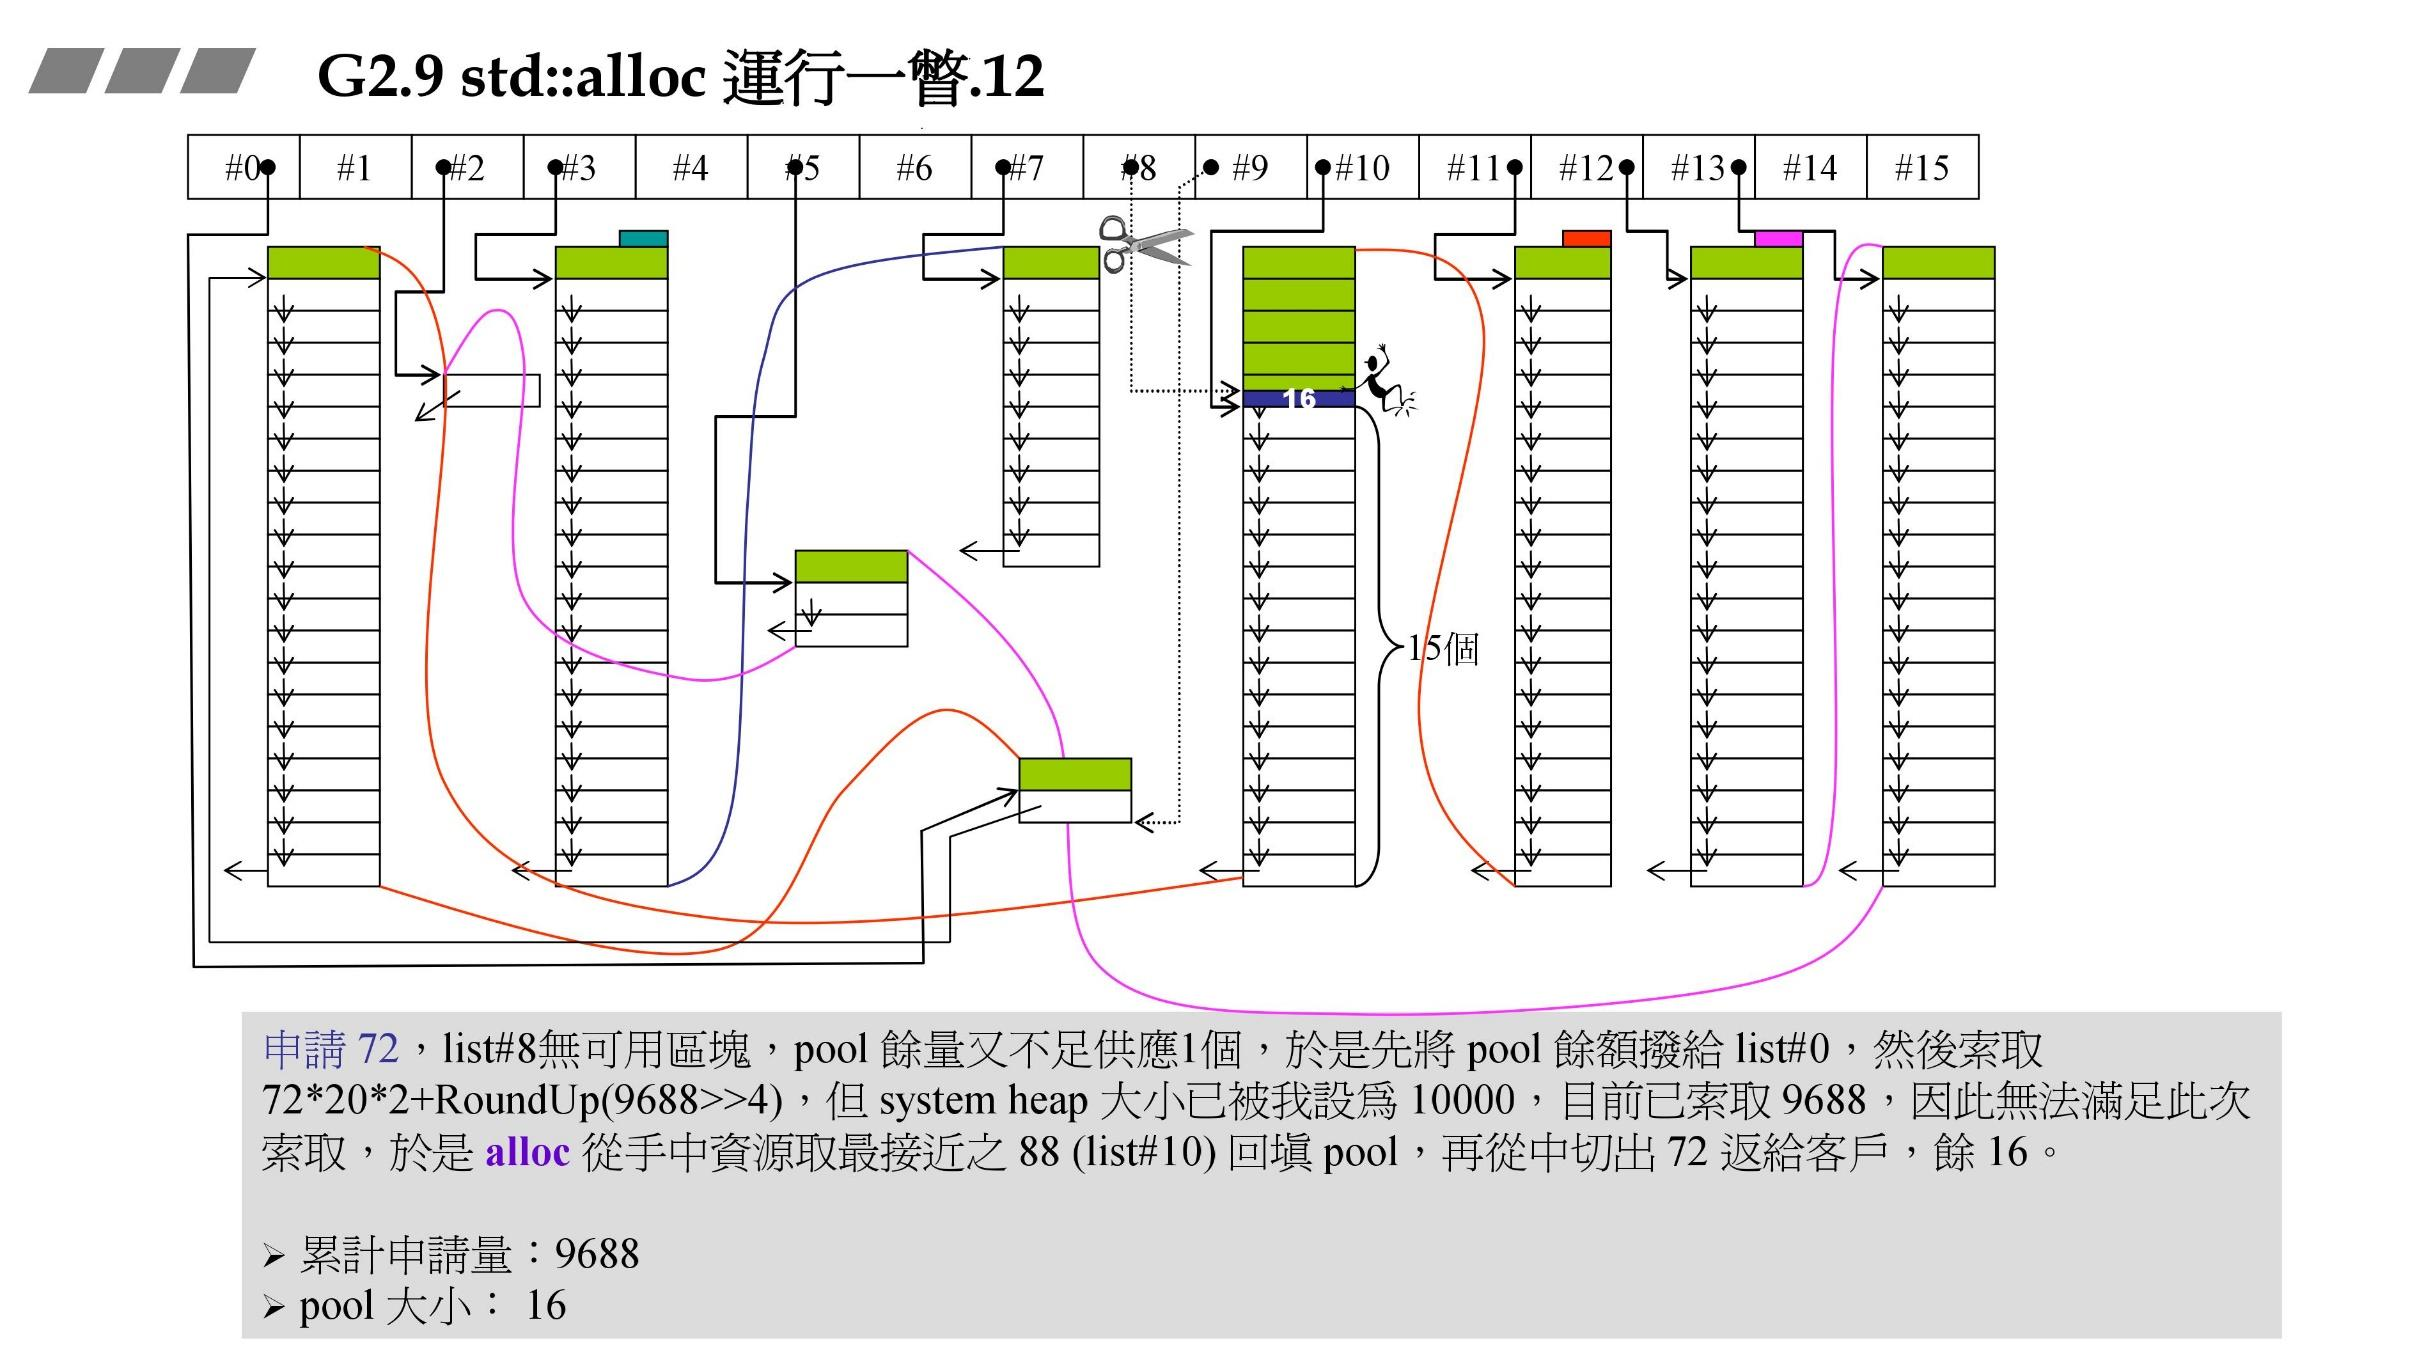 G2.9 std::alloc 運行一瞥.12
#0 #1 #2 #3 #4 #5 #6 #7 #8 #9 #10 #11 #12 #13 #14 #15
16
15個
申請 72，list#8無可用區塊，pool 餘量又不足供應1個，於是先將 pool 餘額撥給 list#0，然後索取
72*20*2+RoundUp(9688>>4)，但 system heap 大小已被我設為 10000，目前已索取 9688，因此無法滿足此次
索取，於是 alloc 從手中資源取最接近之 88 (list#10) 回填 pool，再從中切出 72 返給客戶，餘 16。
➢ 累計申請量：9688
➢ pool 大小： 16